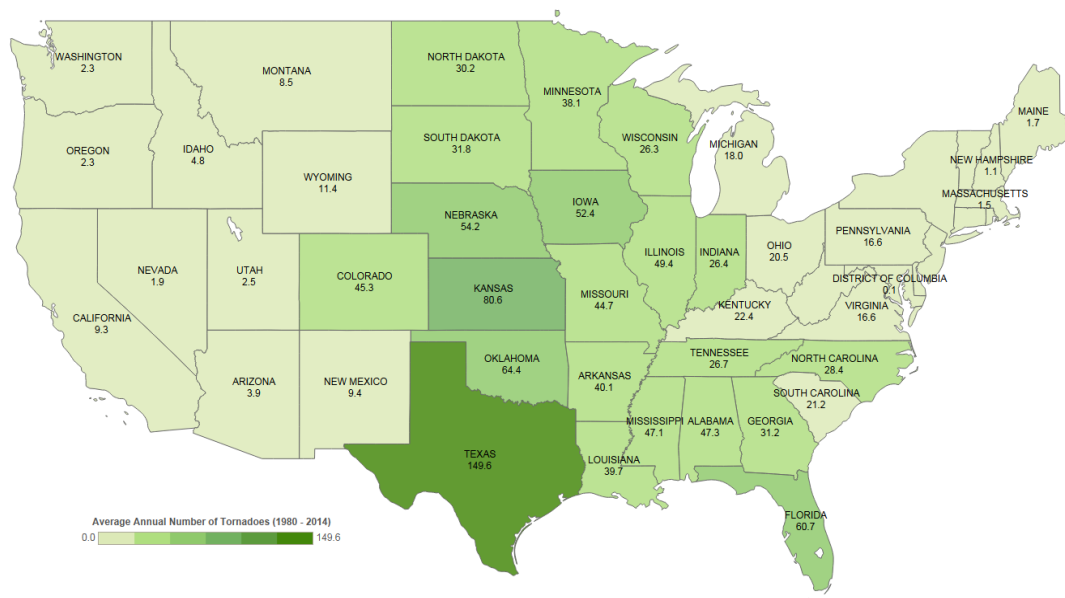 WASHINGTON
2.3
MONTANA
8.5
NORTH DAKOTA
30.2
MINNESOTA
38.1
MAINE
1.7
OREGON
2.3
IDAHO
4.8
WYOMING
11.4
SOUTH DAKOTA
31.8
WISCONSIN
26.3
MICHIGAN
18.0
NEW HAMPSHIRE
1.1
MASSACHUSETTS
1.5
NEBRASKA
54.2
IOWA
52.4
PENNSYLVANIA
16.6
NEVADA
1.9
UTAH
2.5
COLORADO
45.3
KANSAS
80.6
MISSOURI
44.7
ILLINOIS
49.4
INDIANA
26.4
OHIO
20.5
DISTRICT OF COLUMBIA
0.1
CALIFORNIA
9.3
KENTUCKY
22.4
VIRGINIA
16.6
ARIZONA
3.9
NEW MEXICO
9.4
OKLAHOMA
64.4
ARKANSAS
40.1
TENNESSEE
26.7
NORTH CAROLINA
28.4
SOUTH CAROLINA
21.2
TEXAS
149.6
LOUISIANA
39.7
MISSISSIPPI
47.1
ALABAMA
47.3
GEORGIA
31.2
FLORIDA
60.7
Average Annual Number of Tornadoes (1980 - 2014)
0.0
149.6